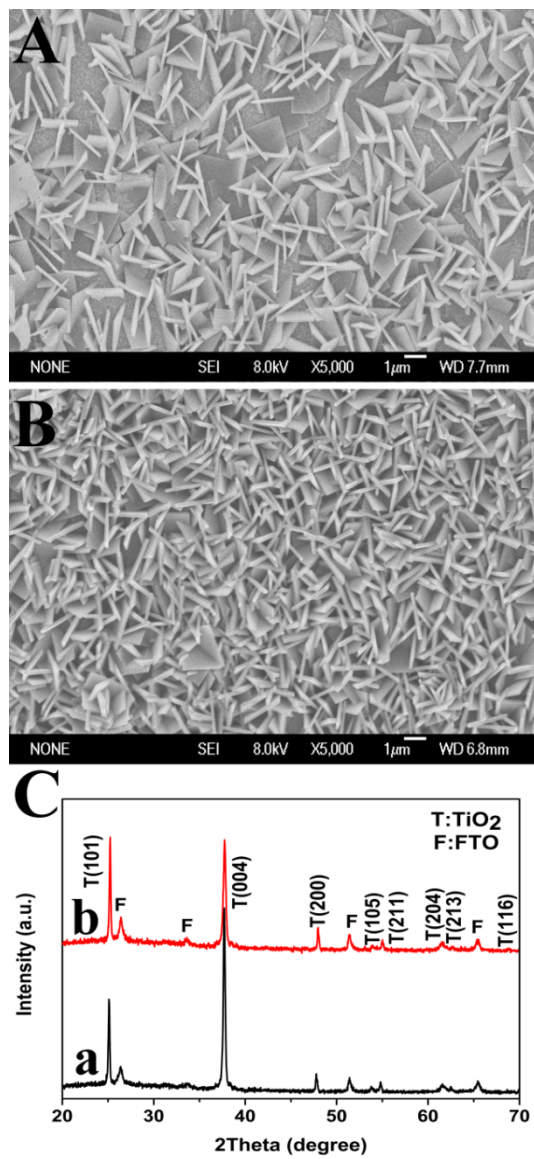 A
NONE SEI 8.0kV X5,000 1µm WD 7.7mm
B
NONE SEI 8.0kV X5,000 1µm WD 6.8mm
C
T:TiO2
F:FTO
T(101)
F
F
T(004)
T(200)
F
T(105)
T(211)
T(204)
T(213)
F
T(116)
b
a
Intensity (a.u.)
20 30 40 50 60 70
2Theta (degree)